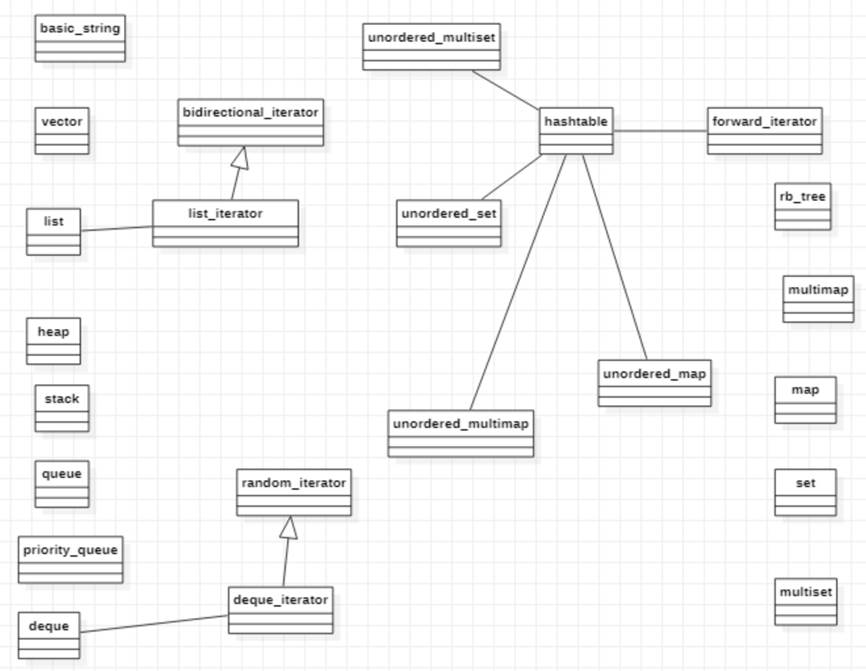 basic_string
unordered_multiset
bidirectional_iterator
vector
hashtable
forward_iterator
rb_tree
list
list_iterator
unordered_set
multimap
heap
unordered_map
map
stack
unordered_multimap
queue
random_iterator
set
priority_queue
deque_iterator
multiset
deque